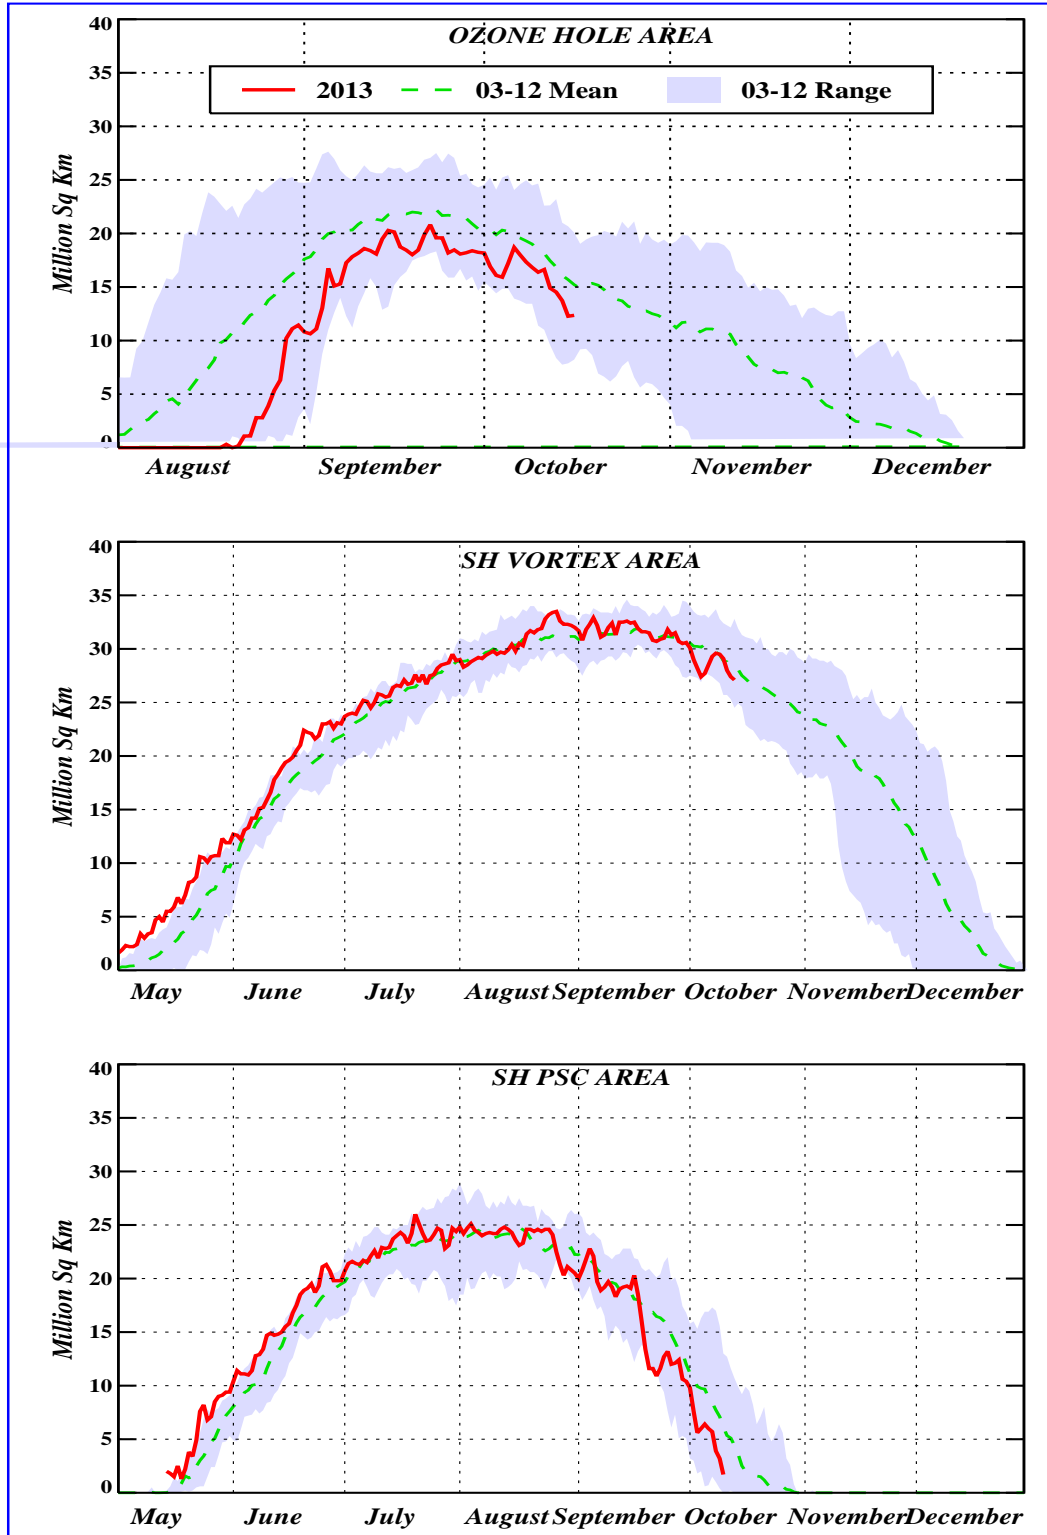 OZONE HOLE AREA
2013 03-12 Mean 03-12 Range
Million Sq Km
40
35
30
25
20
15
10
5
0
August September October November December
SH VORTEX AREA
Million Sq Km
40
35
30
25
20
15
10
5
0
May June July August September October November December
SH PSC AREA
Million Sq Km
40
35
30
25
20
15
10
5
0
May June July August September October November December